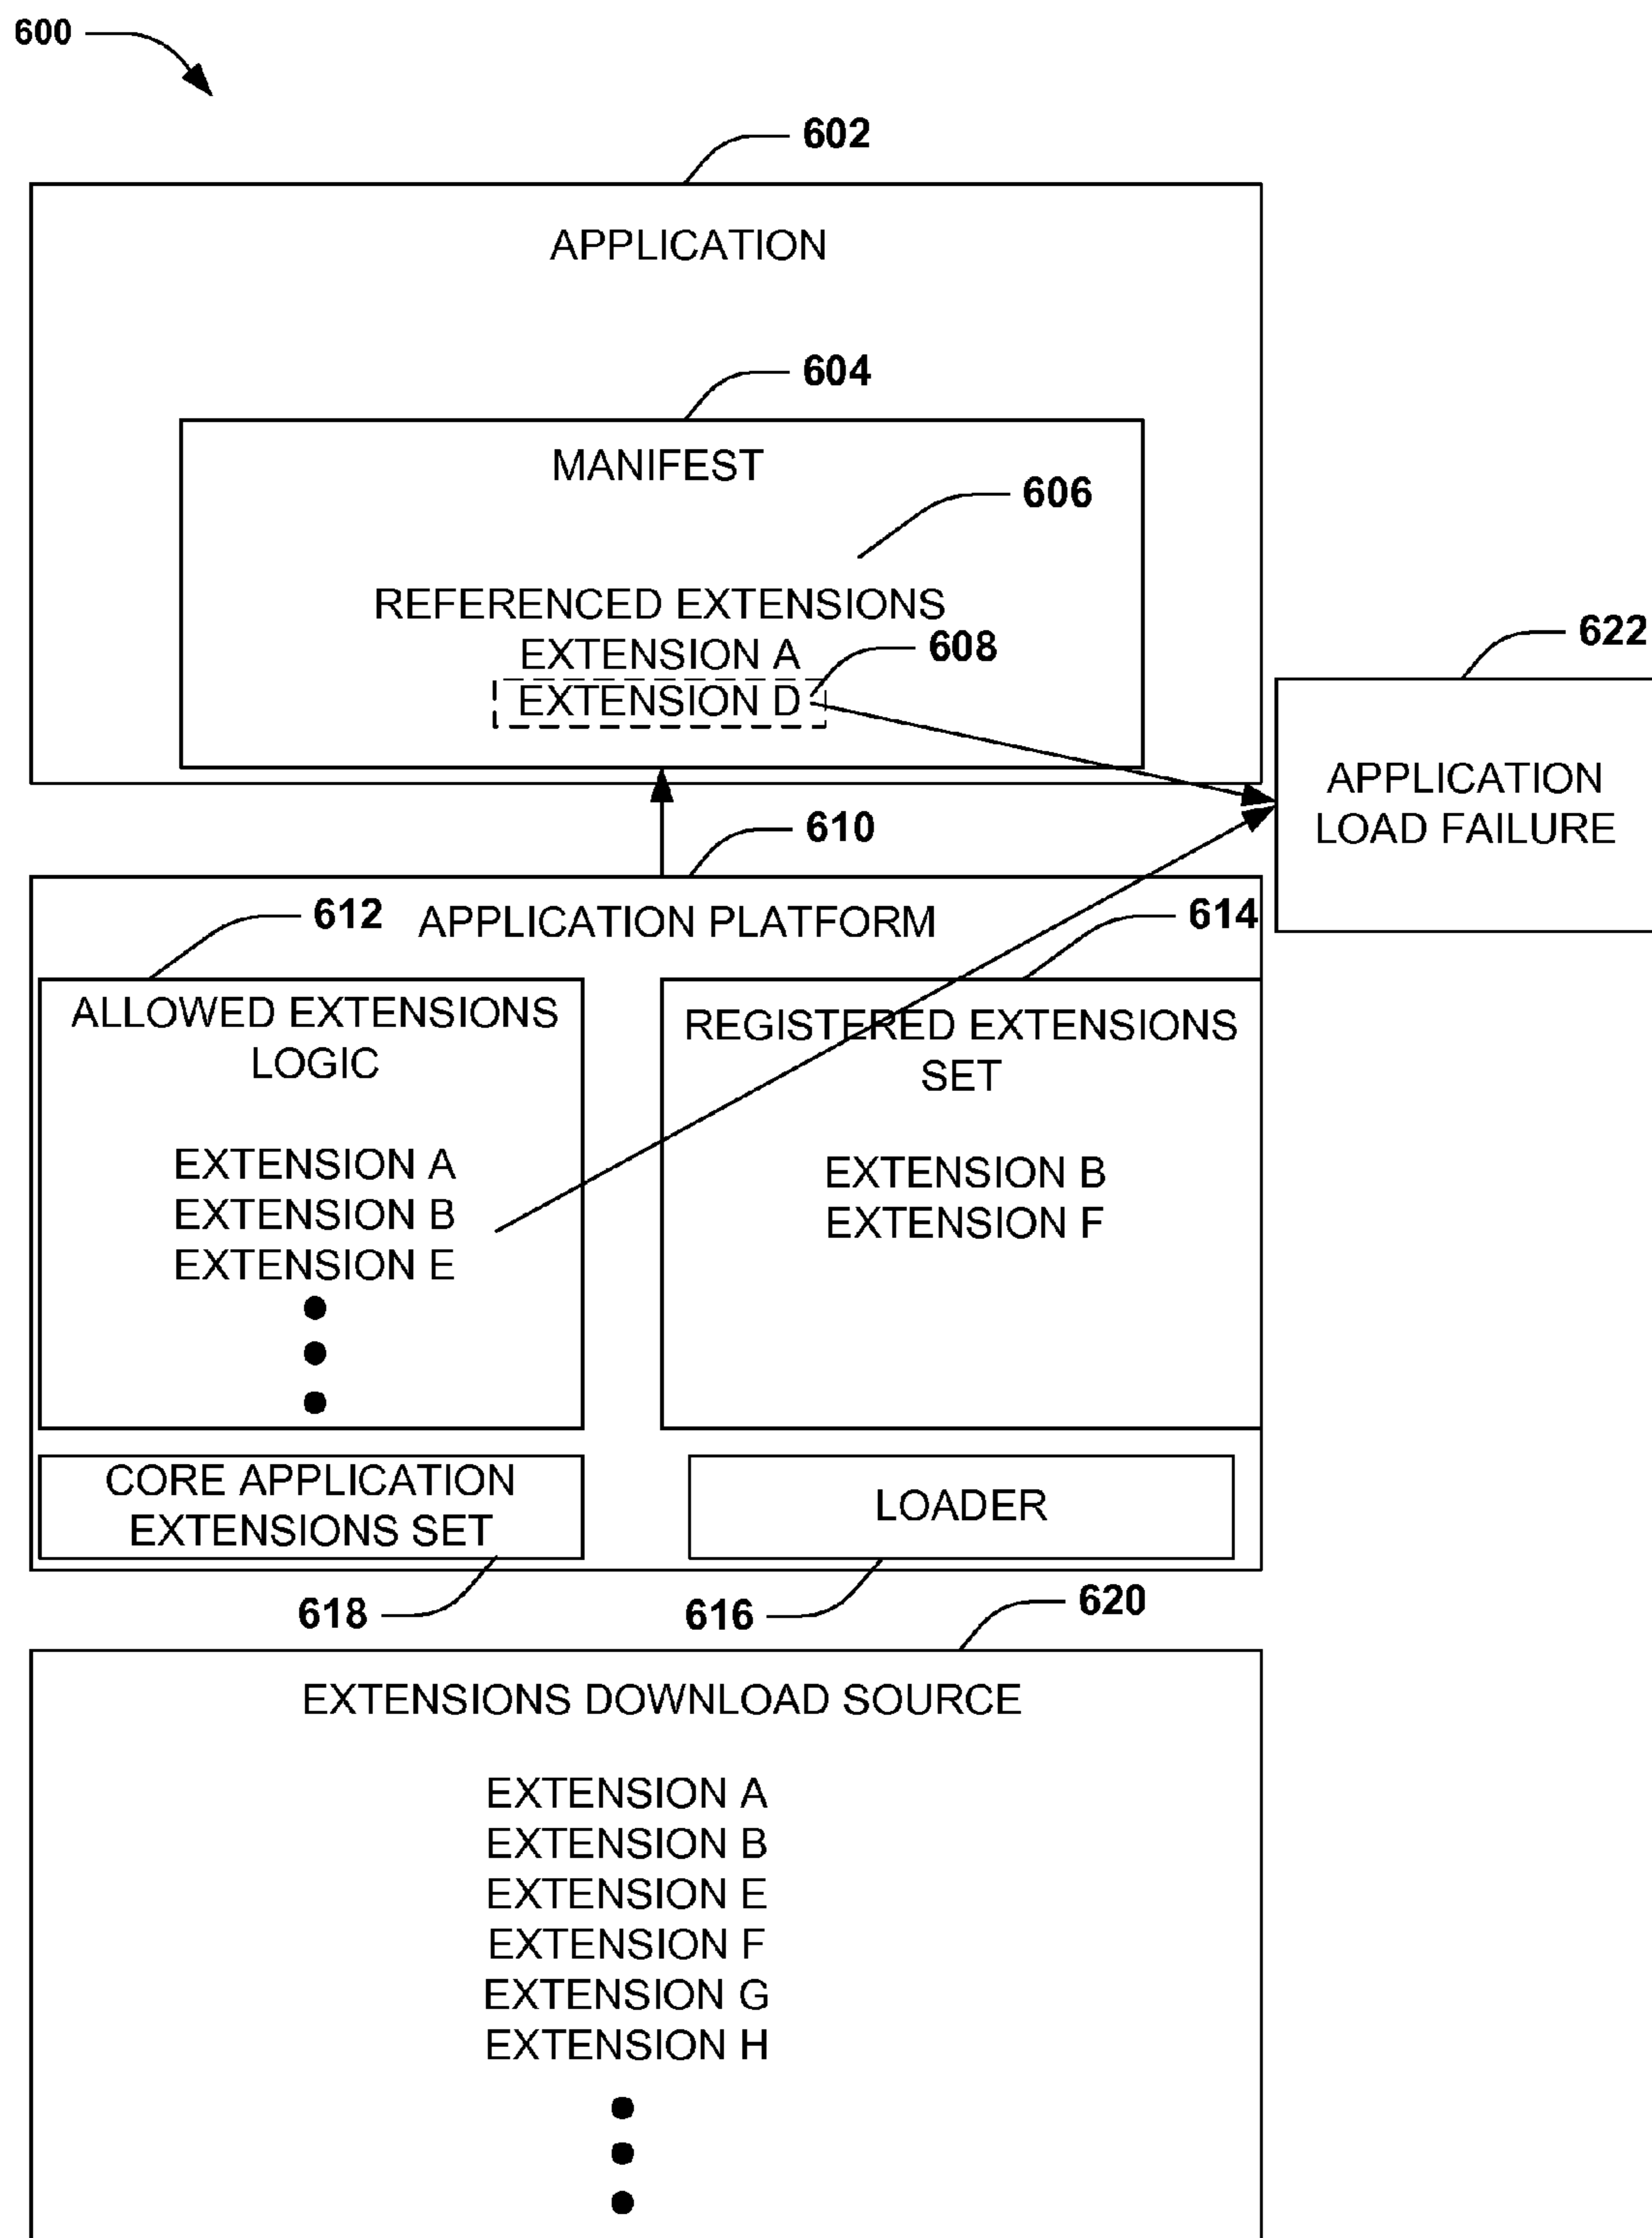 600
602
APPLICATION
604
MANIFEST
606
REFERENCED EXTENSIONS
EXTENSION A
608
EXTENSION D
622
APPLICATION
LOAD FAILURE
610
APPLICATION PLATFORM
612
614
ALLOWED EXTENSIONS
LOGIC
EXTENSION A
EXTENSION B
EXTENSION E
REGISTERED EXTENSIONS
SET
EXTENSION B
EXTENSION F
CORE APPLICATION
EXTENSIONS SET
LOADER
618
616
620
EXTENSIONS DOWNLOAD SOURCE
EXTENSION A
EXTENSION B
EXTENSION E
EXTENSION F
EXTENSION G
EXTENSION H